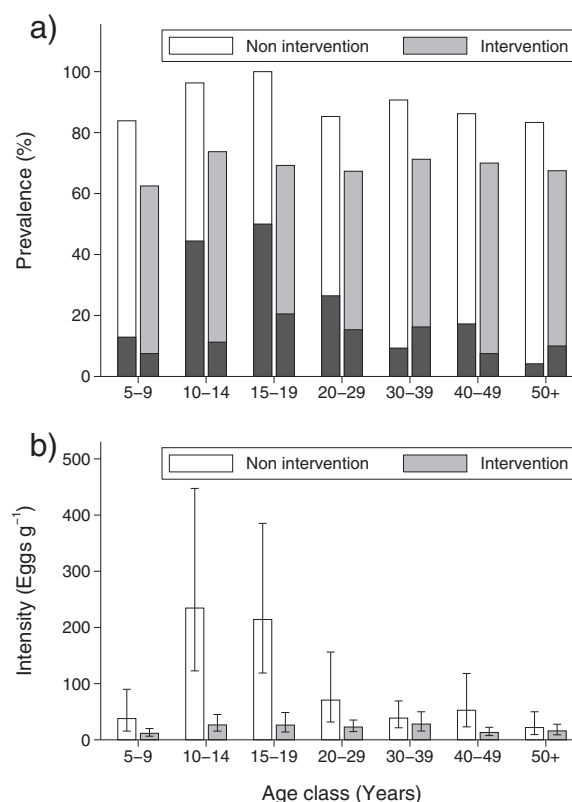 a)
Non intervention Intervention
100
80
60
40
20
0
Prevalence (%)
5–9 10–14 15–19 20–29 30–39 40–49 50+
b)
Non intervention Intervention
500
400
300
200
100
0
Intensity (Eggs g⁻¹)
5–9 10–14 15–19 20–29 30–39 40–49 50+
Age class (Years)